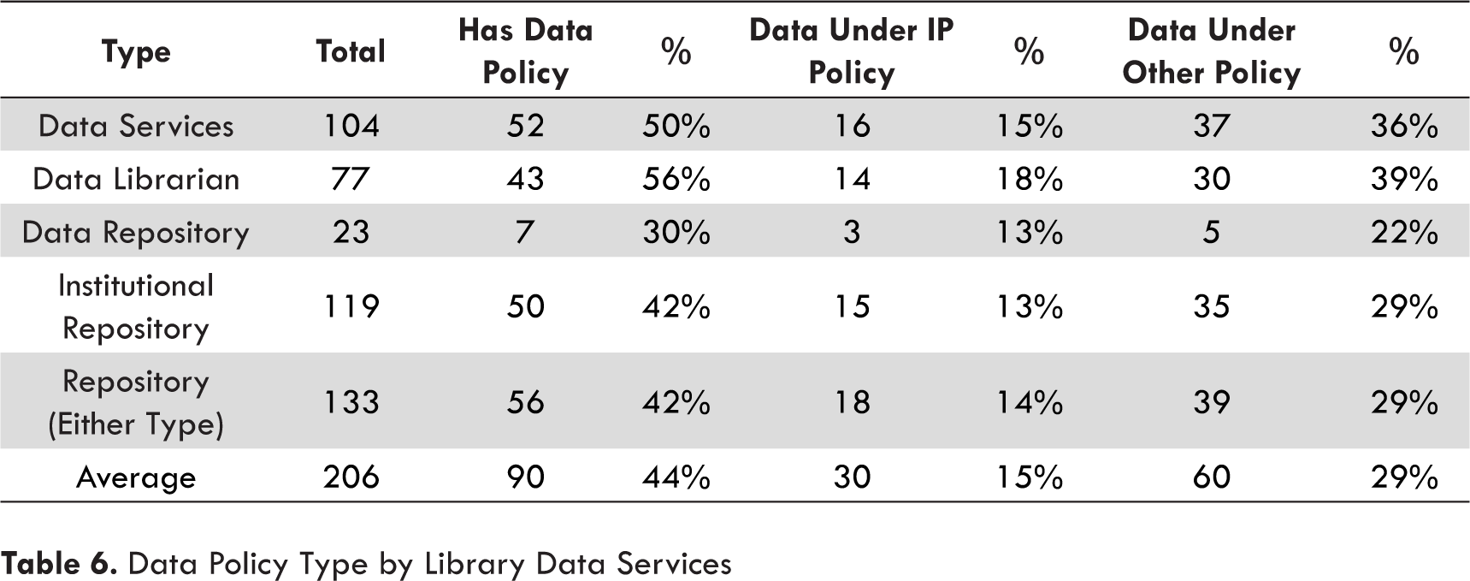 Type Total Has Data Policy % Data Under IP Policy % Data Under Other Policy %
Data Services 104 52 50% 16 15% 37 36%
Data Librarian 77 43 56% 14 18% 30 39%
Data Repository 23 7 30% 3 13% 5 22%
Institutional Repository 119 50 42% 15 13% 35 29%
Repository (Either Type) 133 56 42% 18 14% 39 29%
Average 206 90 44% 30 15% 60 29%
Table 6. Data Policy Type by Library Data Services